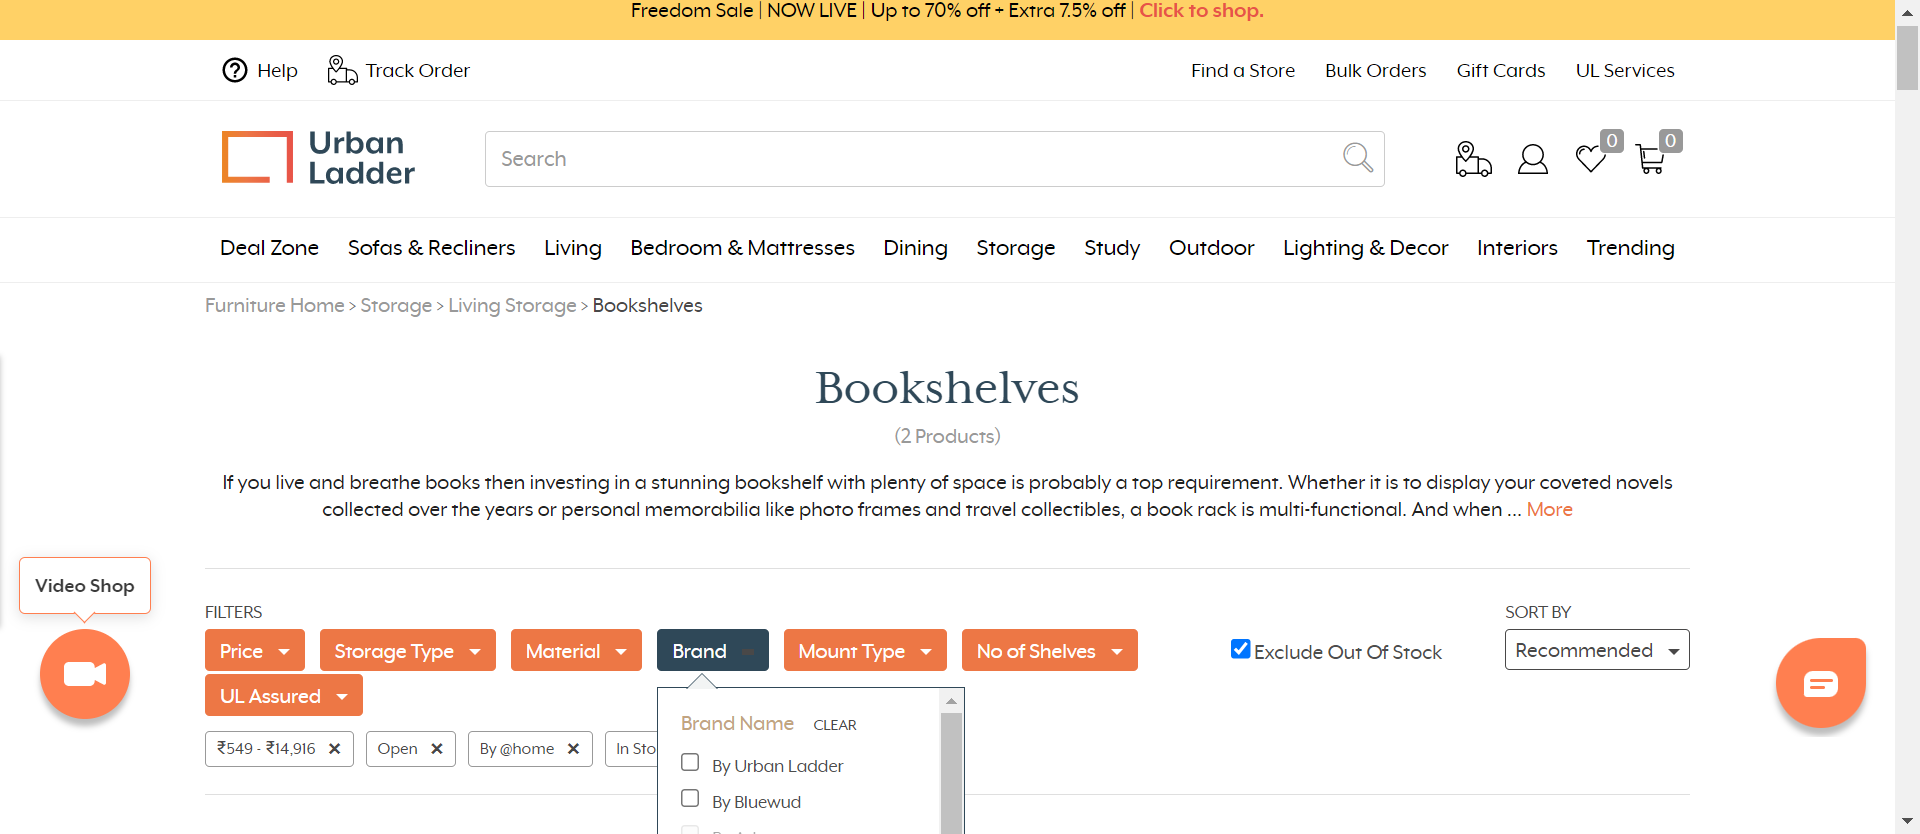 Freedom Sale | NOW LIVE | Up to 70% off + Extra 7.5% off | Click to shop.
Help
Track Order
Find a Store
Bulk Orders
Gift Cards
UL Services
Urban
Ladder
Search
0
0
Deal Zone
Sofas & Recliners
Living
Bedroom & Mattresses
Dining
Storage
Study
Outdoor
Lighting & Decor
Interiors
Trending
Furniture Home > Storage > Living Storage > Bookshelves
Bookshelves
(2 Products)
If you live and breathe books then investing in a stunning bookshelf with plenty of space is probably a top requirement. Whether it is to display your coveted novels
collected over the years or personal memorabilia like photo frames and travel collectibles, a book rack is multi-functional. And when ... More
Video Shop
FILTERS
SORT BY
Price
Storage Type
Material
Brand
Mount Type
No of Shelves
Exclude Out Of Stock
Recommended
UL Assured
₹549 - ₹14,916
Open
By @home
In Sto
Brand Name
CLEAR
By Urban Ladder
By Bluewud